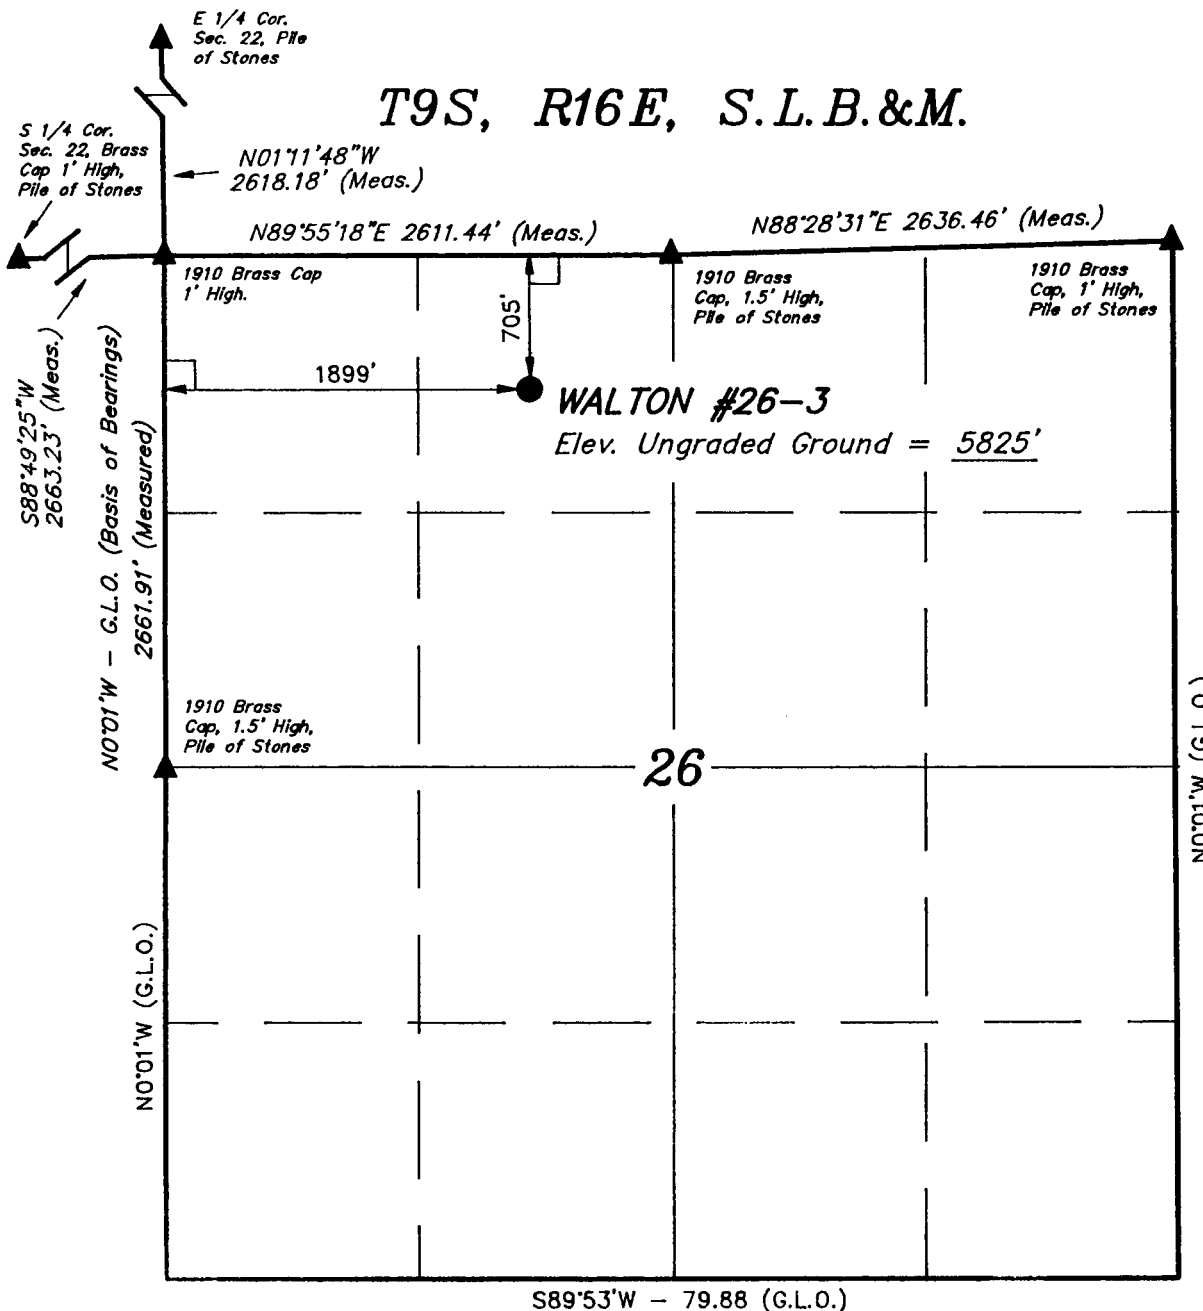 E 1/4 Cor.
Sec. 22, Pile
of Stones
T9S, R16E, S.L.B.&M.
S 1/4 Cor.
Sec. 22, Brass
Cap 1' High,
Pile of Stones
N01°11'48"W
2618.18' (Meas.)
N89°55'18"E 2611.44' (Meas.)
N88°28'31"E 2636.46' (Meas.)
1910 Brass Cap
1' High.
1910 Brass
Cap, 1.5' High,
Pile of Stones
1910 Brass
Cap, 1' High,
Pile of Stones
S88°49'25"W
2663.23' (Meas.)
705'
1899'
WALTON #26-3
Elev. Ungraded Ground = 5825'
N0°01'W - G.L.O. (Basis of Bearings)
2661.91' (Measured)
1910 Brass
Cap, 1.5' High,
Pile of Stones
26
N0°01'W (G.L.O.)
N0°01'W (G.L.O.)
S89°53'W - 79.88 (G.L.O.)